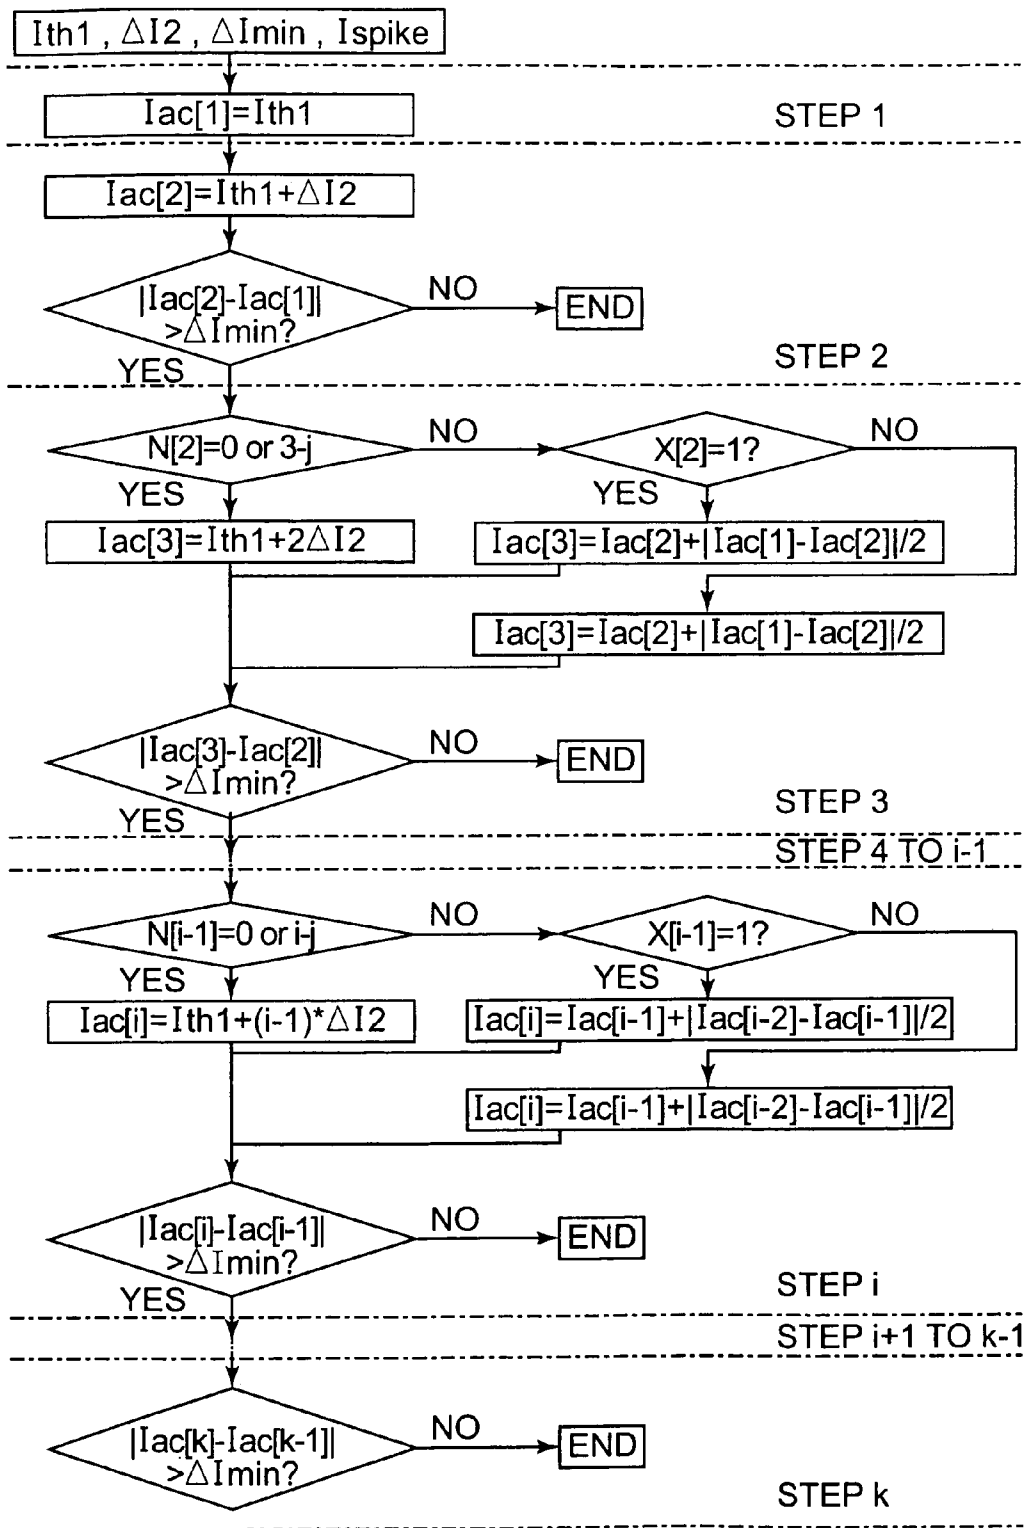 Ith1 , △I2 , △Imin , Ispike
Iac[1]=Ith1
STEP 1
Iac[2]=Ith1+△I2
|Iac[2]-Iac[1]|
>△Imin?
NO
END
YES
STEP 2
N[2]=0 or 3-j
NO
X[2]=1?
NO
YES
YES
Iac[3]=Ith1+2△I2
Iac[3]=Iac[2]+|Iac[1]-Iac[2]|/2
Iac[3]=Iac[2]+|Iac[1]-Iac[2]|/2
|Iac[3]-Iac[2]|
>△Imin?
NO
END
YES
STEP 3
STEP 4 TO i-1
N[i-1]=0 or i-j
NO
X[i-1]=1?
NO
YES
YES
Iac[i]=Ith1+(i-1)*△I2
Iac[i]=Iac[i-1]+|Iac[i-2]-Iac[i-1]|/2
Iac[i]=Iac[i-1]+|Iac[i-2]-Iac[i-1]|/2
|Iac[i]-Iac[i-1]|
>△Imin?
NO
END
YES
STEP i
STEP i+1 TO k-1
|Iac[k]-Iac[k-1]|
>△Imin?
NO
END
STEP k